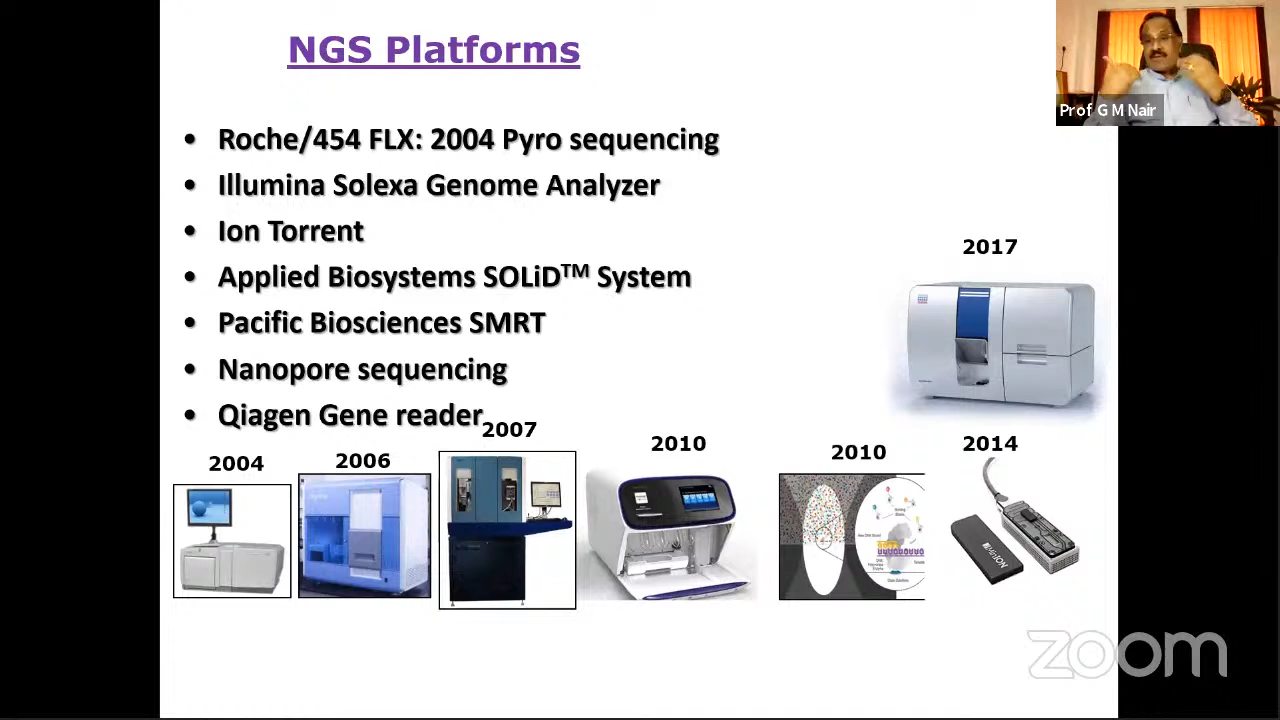 NGS Platforms
Prof G M Nair
• Roche/454 FLX: 2004 Pyro sequencing
• Illumina Solexa Genome Analyzer
• Ion Torrent
• Applied Biosystems SOLiD™ System
• Pacific Biosciences SMRT
• Nanopore sequencing
• Qiagen Gene reader
2017
2004
2006
2007
2010
2010
2014
MinION
zoom